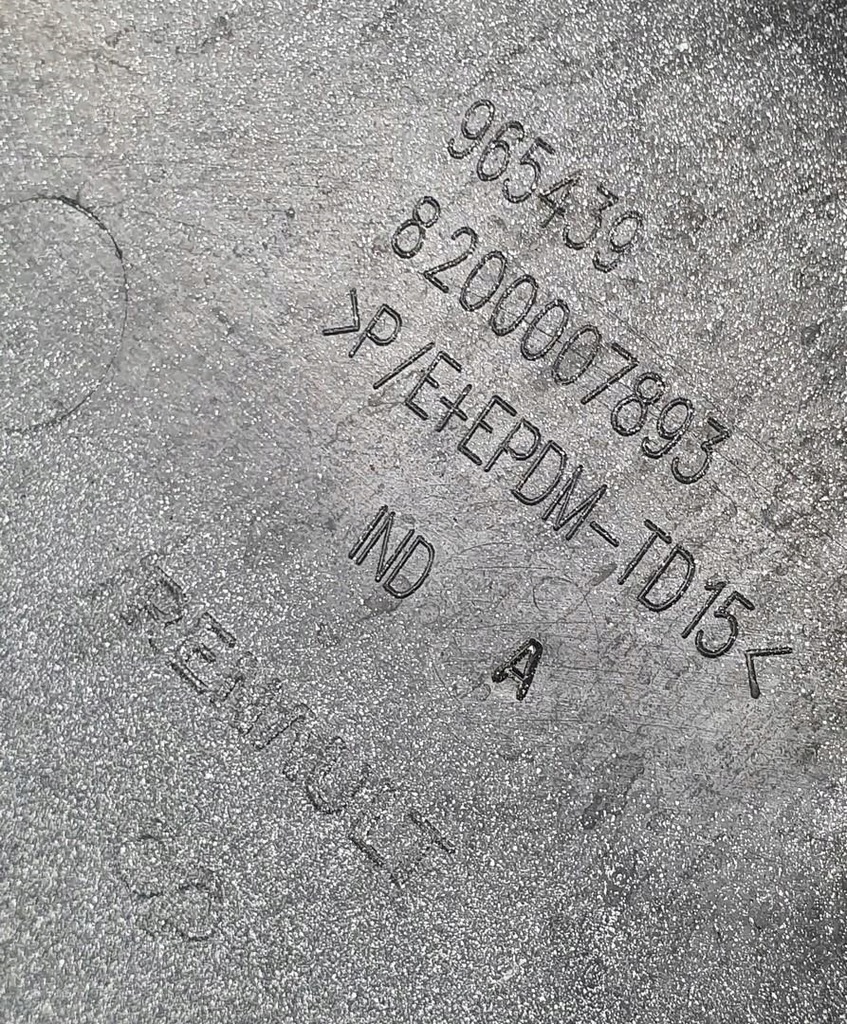 965439
8200007893
>P/E+EPDM-TD15<
IND
A
RENAULT